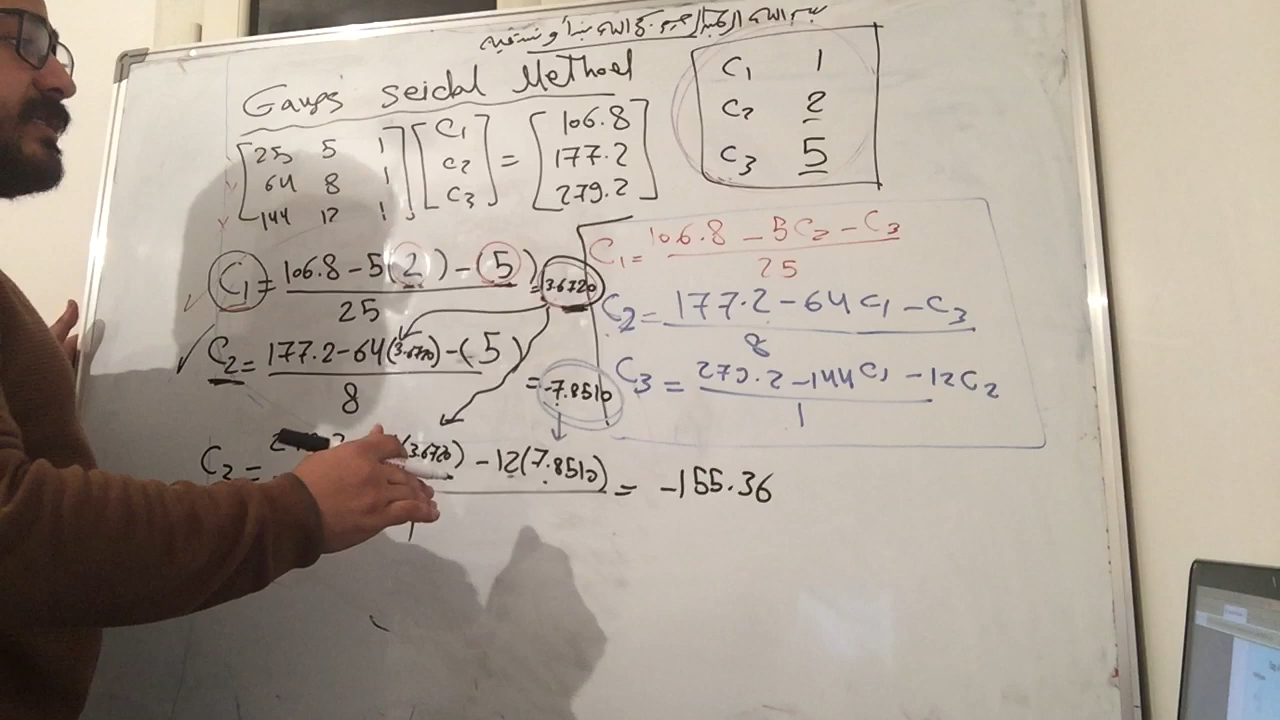 Gauss seidal Method
[25 5 1] [C1] = [106.8]
[64 8 1] [C2] [177.2]
[144 12 1] [C3] [279.2]
C1 1
C2 2
C3 5
C1 = (106.8 - 5(2) - (5)) / 25 = 3.6720
C2 = (177.2 - 64(3.6720) - (5)) / 8 = -7.8510
(3.6720) - 12(7.8510) = -155.36
C1 = (106.8 - 5C2 - C3) / 25
C2 = (177.2 - 64C1 - C3) / 8
C3 = (279.2 - 144C1 - 12C2) / 1